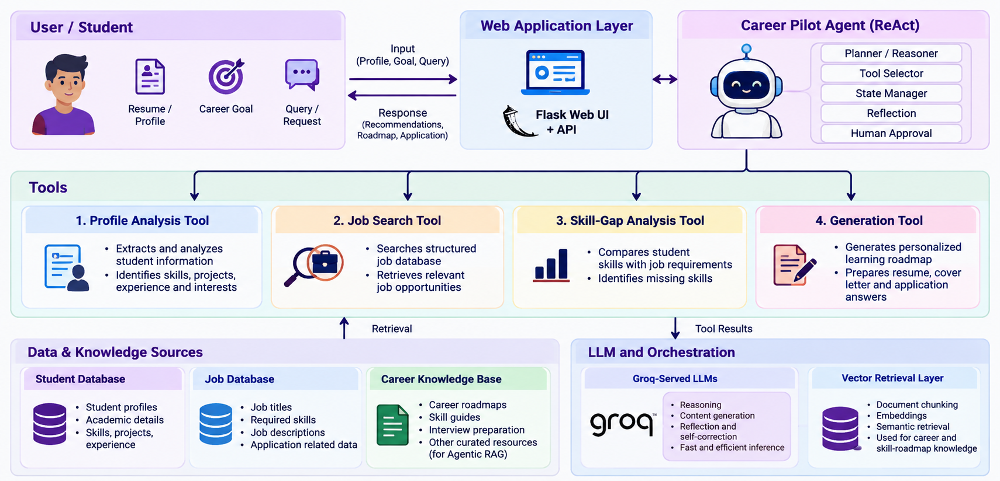 User / Student
Resume /
Profile
Career Goal
Query /
Request
Input
(Profile, Goal, Query)
Response
(Recommendations,
Roadmap, Application)
Web Application Layer
Flask Web UI
+ API
Career Pilot Agent (ReAct)
Planner / Reasoner
Tool Selector
State Manager
Reflection
Human Approval
Tools
1. Profile Analysis Tool
• Extracts and analyzes
student information
• Identifies skills, projects,
experience and interests
2. Job Search Tool
• Searches structured
job database
• Retrieves relevant
job opportunities
3. Skill-Gap Analysis Tool
• Compares student
skills with job requirements
• Identifies missing skills
4. Generation Tool
• Generates personalized
learning roadmap
• Prepares resume, cover
letter and application
answers
Retrieval
Tool Results
Data & Knowledge Sources
Student Database
• Student profiles
• Academic details
• Skills, projects,
experience
Job Database
• Job titles
• Required skills
• Job descriptions
• Application related data
Career Knowledge Base
• Career roadmaps
• Skill guides
• Interview preparation
• Other curated resources
(for Agentic RAG)
LLM and Orchestration
Groq-Served LLMs
groq™
• Reasoning
• Content generation
• Reflection and
self-correction
• Fast and efficient inference
Vector Retrieval Layer
• Document chunking
• Embeddings
• Semantic retrieval
• Used for career and
skill-roadmap knowledge